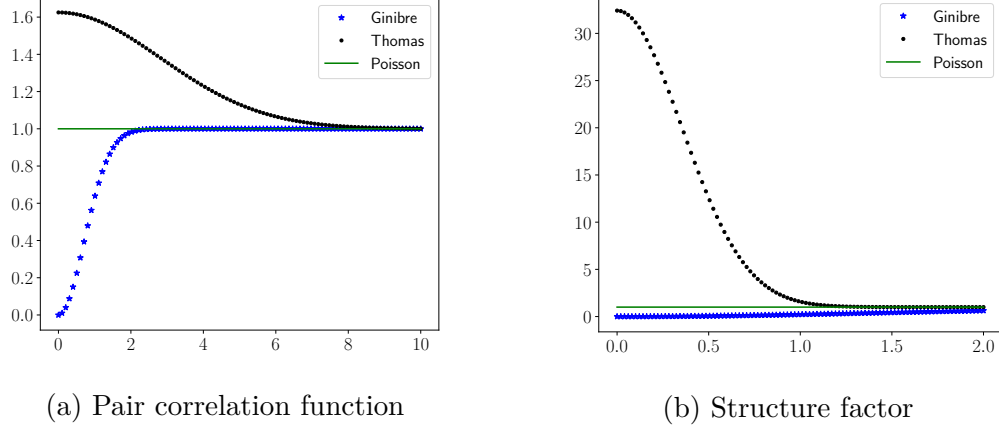 1.6
1.4
1.2
1.0
0.8
0.6
0.4
0.2
0.0
0 2 4 6 8 10
Ginibre
Thomas
Poisson
(a) Pair correlation function
30
25
20
15
10
5
0
0.0 0.5 1.0 1.5 2.0
Ginibre
Thomas
Poisson
(b) Structure factor